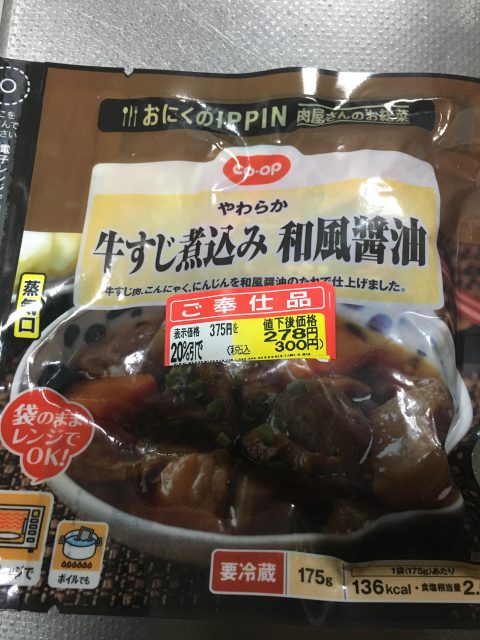 おにくのIPPIN 肉屋さんのお惣菜
CO・OP
やわらか
牛すじ煮込み 和風醤油
牛すじ肉、こんにゃく、にんじんを和風醤油のたれで仕上げました。
ご奉仕品
表示価格 375円を
20%引で
値下後価格
278円
(税込 300円)
袋のまま
レンジで
OK!
ジで
ボイルでも
要冷蔵
175g
1袋(175g)あたり
136kcal・食塩相当量2.